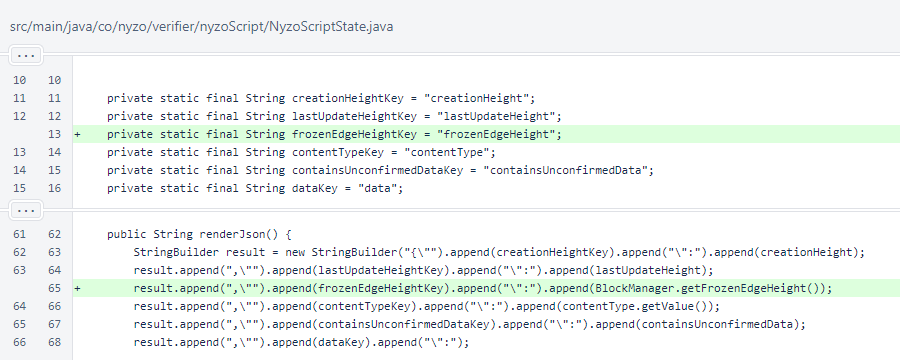 src/main/java/co/nyzo/verifier/nyzoScript/NyzoScriptState.java
...
10 10
11 11 private static final String creationHeightKey = "creationHeight";
12 12 private static final String lastUpdateHeightKey = "lastUpdateHeight";
13 + private static final String frozenEdgeHeightKey = "frozenEdgeHeight";
13 14 private static final String contentTypeKey = "contentType";
14 15 private static final String containsUnconfirmedDataKey = "containsUnconfirmedData";
15 16 private static final String dataKey = "data";
...
61 62 public String renderJson() {
62 63 StringBuilder result = new StringBuilder("{\"").append(creationHeightKey).append("\":").append(creationHeight);
63 64 result.append(",\"").append(lastUpdateHeightKey).append("\":").append(lastUpdateHeight);
65 + result.append(",\"").append(frozenEdgeHeightKey).append("\":").append(BlockManager.getFrozenEdgeHeight());
64 66 result.append(",\"").append(contentTypeKey).append("\":").append(contentType.getValue());
65 67 result.append(",\"").append(containsUnconfirmedDataKey).append("\":").append(containsUnconfirmedData);
66 68 result.append(",\"").append(dataKey).append("\":");